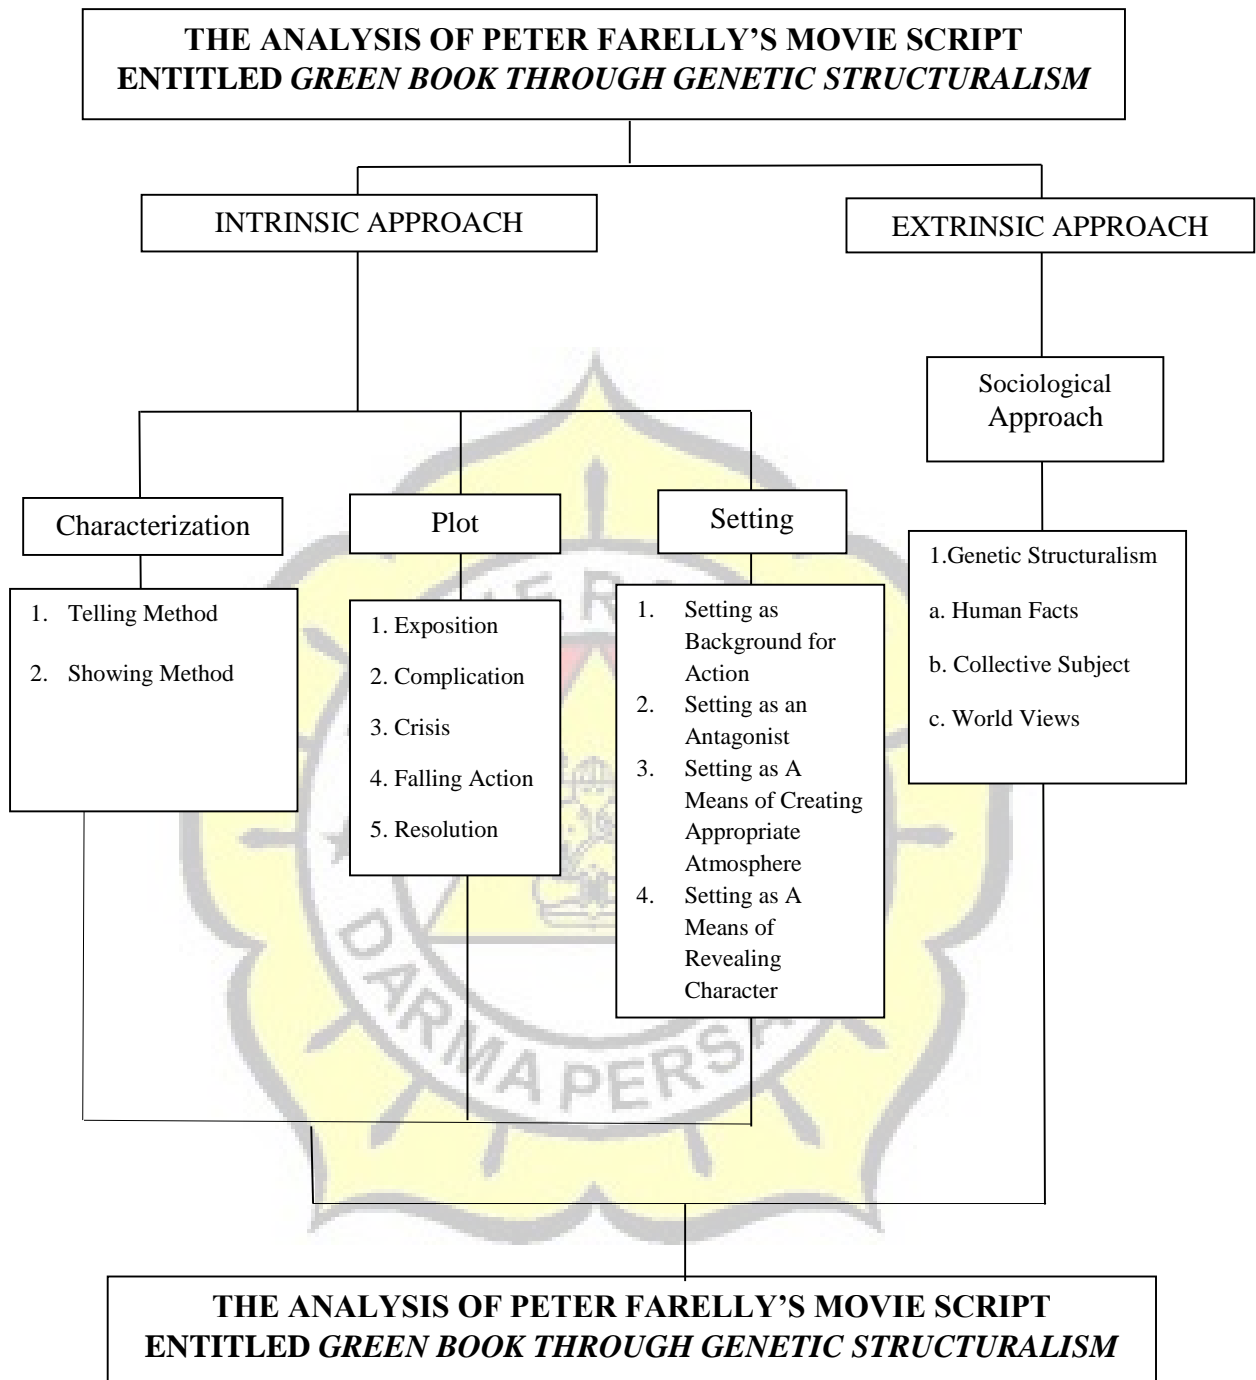 THE ANALYSIS OF PETER FARELLY'S MOVIE SCRIPT
ENTITLED GREEN BOOK THROUGH GENETIC STRUCTURALISM
INTRINSIC APPROACH
EXTRINSIC APPROACH
Sociological
Approach
Characterization
Plot
Setting
1. Telling Method
2. Showing Method
1. Exposition
2. Complication
3. Crisis
4. Falling Action
5. Resolution
1. Setting as
Background for
Action
2. Setting as an
Antagonist
3. Setting as A
Means of Creating
Appropriate
Atmosphere
4. Setting as A
Means of
Revealing
Character
1.Genetic Structuralism
a. Human Facts
b. Collective Subject
c. World Views
DARMA PERSA
THE ANALYSIS OF PETER FARELLY'S MOVIE SCRIPT
ENTITLED GREEN BOOK THROUGH GENETIC STRUCTURALISM